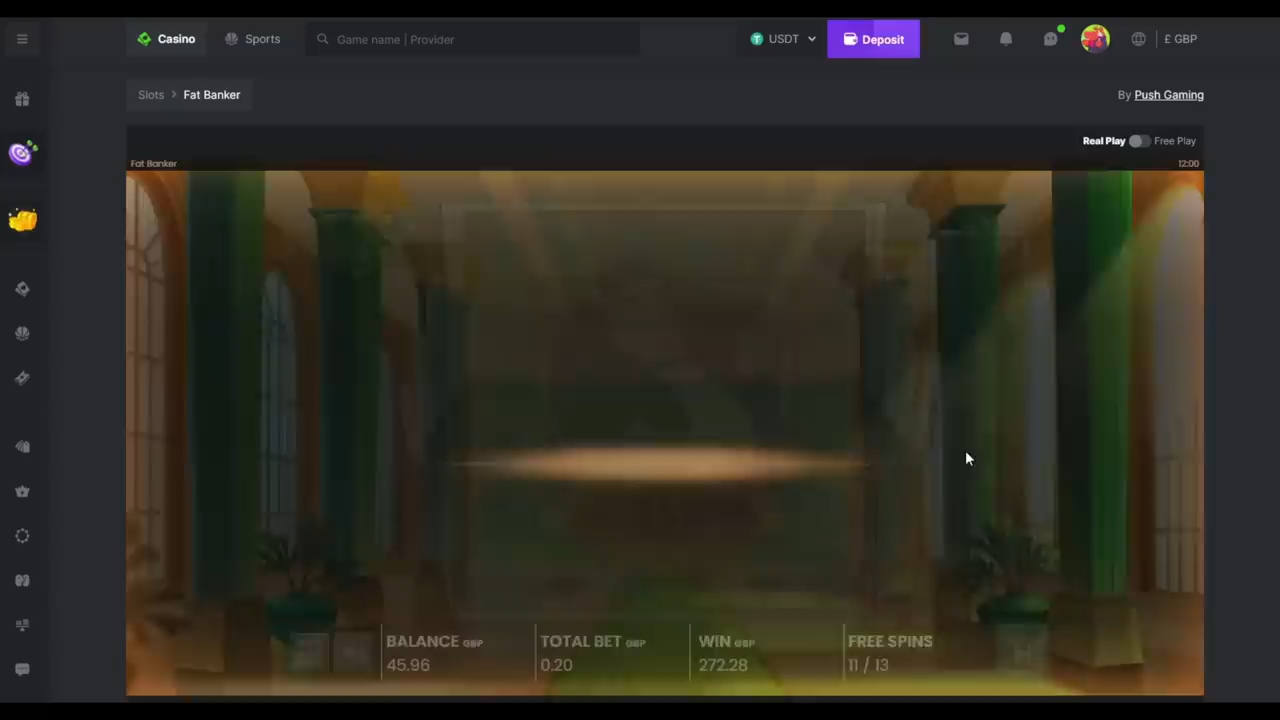 Casino
Sports
Game name | Provider
USDT
Deposit
£ GBP
Slots > Fat Banker
By Push Gaming
Real Play
Free Play
Fat Banker
12:00
BALANCE GBP
45.96
TOTAL BET GBP
0.20
WIN GBP
272.28
FREE SPINS
11 / 13